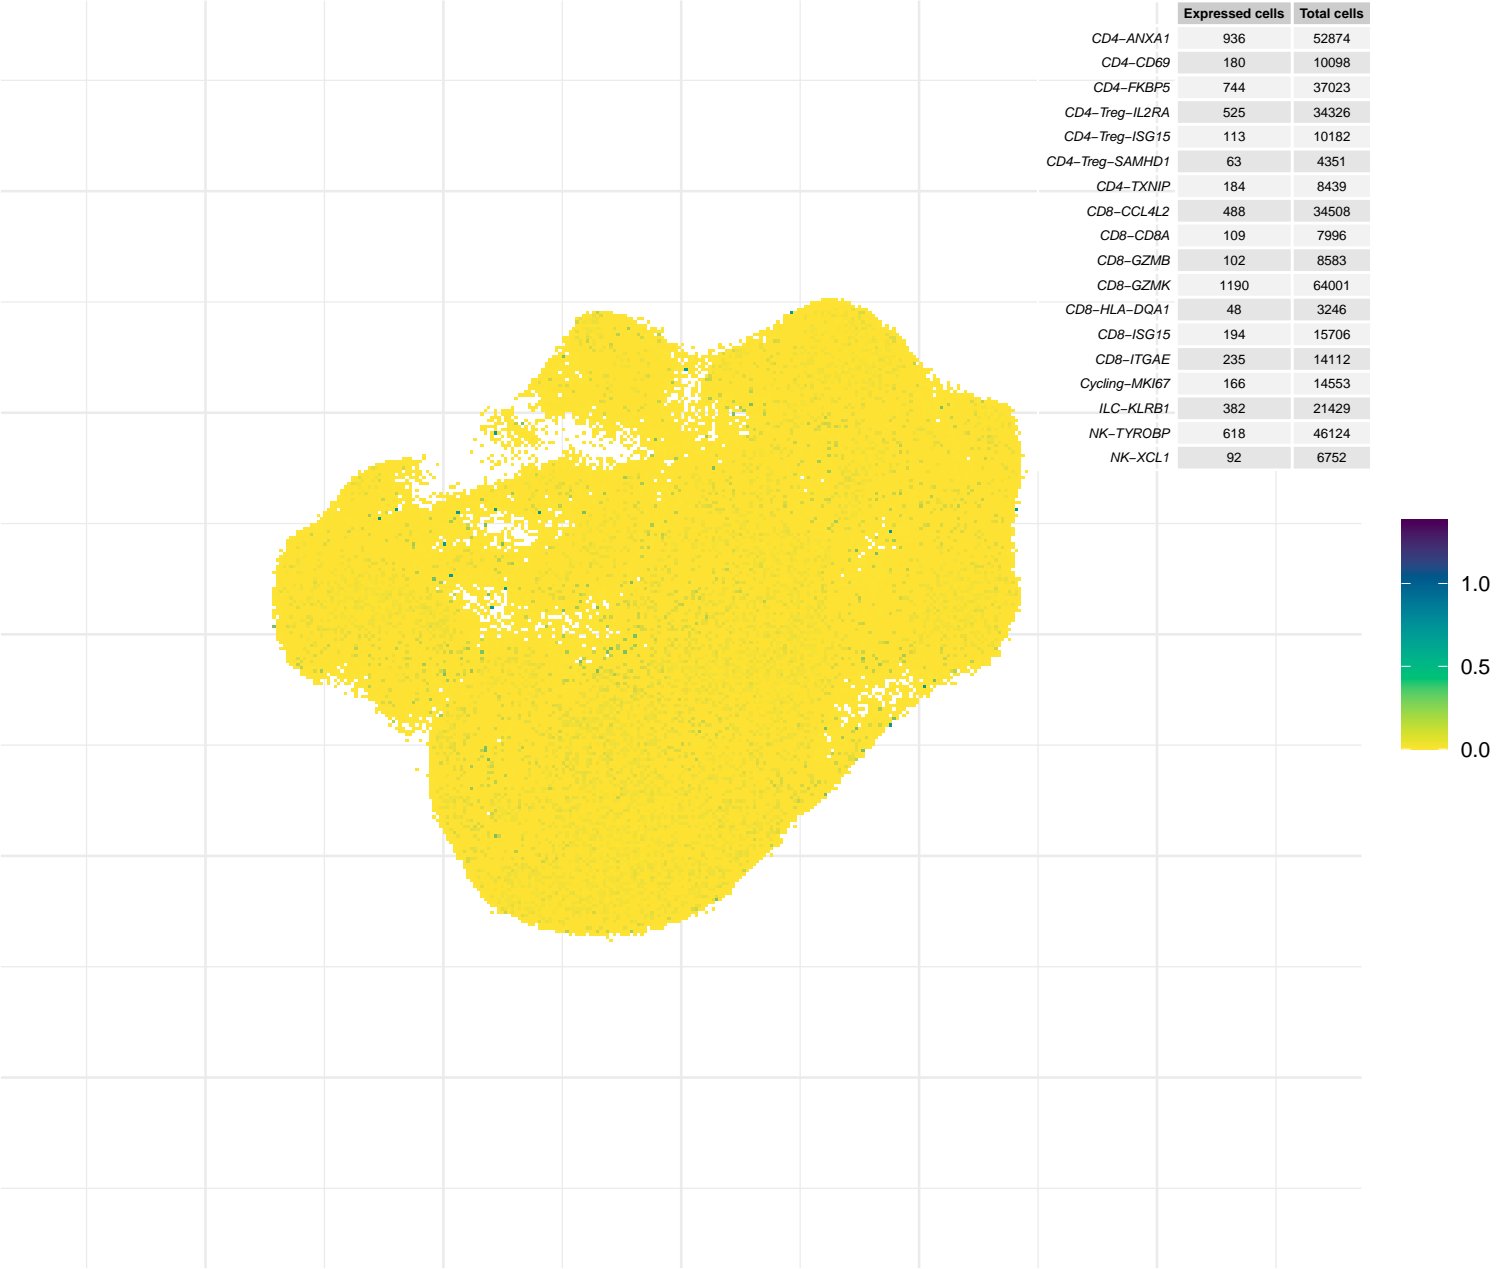 Expressed cells Total cells
CD4−ANXA1 936 52874
CD4−CD69 180 10098
CD4−FKBP5 744 37023
CD4−Treg−IL2RA 525 34326
CD4−Treg−ISG15 113 10182
CD4−Treg−SAMHD1 63 4351
CD4−TXNIP 184 8439
CD8−CCL4L2 488 34508
CD8−CD8A 109 7996
CD8−GZMB 102 8583
CD8−GZMK 1190 64001
CD8−HLA−DQA1 48 3246
CD8−ISG15 194 15706
CD8−ITGAE 235 14112
Cycling−MKI67 166 14553
ILC−KLRB1 382 21429
NK−TYROBP 618 46124
NK−XCL1 92 6752
1.0
0.5
0.0